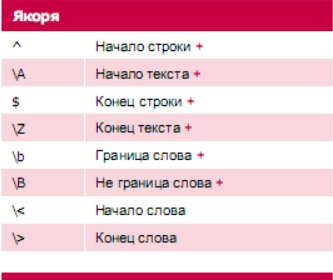 Якоря
^ Начало строки +
\A Начало текста +
$ Конец строки +
\Z Конец текста +
\b Граница слова +
\B Не граница слова +
\< Начало слова
\> Конец слова